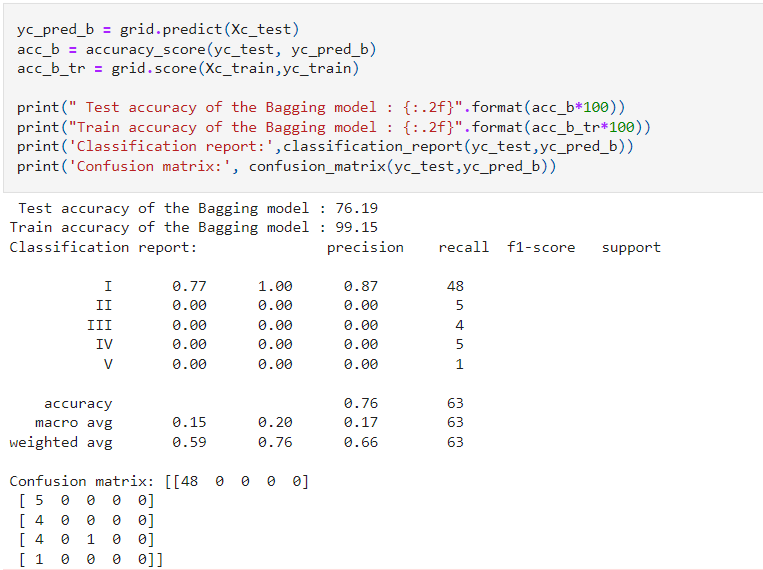 yc_pred_b = grid.predict(Xc_test)
acc_b = accuracy_score(yc_test, yc_pred_b)
acc_b_tr = grid.score(Xc_train,yc_train)
print(" Test accuracy of the Bagging model : {:.2f}".format(acc_b*100))
print("Train accuracy of the Bagging model : {:.2f}".format(acc_b_tr*100))
print('Classification report:',classification_report(yc_test,yc_pred_b))
print('Confusion matrix:', confusion_matrix(yc_test,yc_pred_b))
Test accuracy of the Bagging model : 76.19
Train accuracy of the Bagging model : 99.15
Classification report: precision recall f1-score support
I 0.77 1.00 0.87 48
II 0.00 0.00 0.00 5
III 0.00 0.00 0.00 4
IV 0.00 0.00 0.00 5
V 0.00 0.00 0.00 1
accuracy 0.76 63
macro avg 0.15 0.20 0.17 63
weighted avg 0.59 0.76 0.66 63
Confusion matrix: [[48 0 0 0 0]
[ 5 0 0 0 0]
[ 4 0 0 0 0]
[ 4 0 1 0 0]
[ 1 0 0 0 0]]